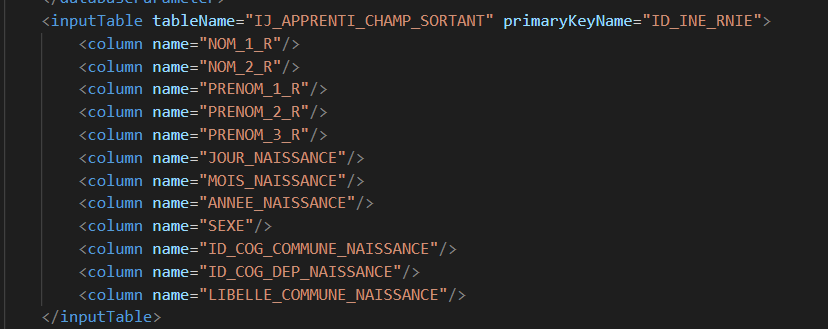 </dataBaseParameter>
<inputTable tableName="IJ_APPRENTI_CHAMP_SORTANT" primaryKeyName="ID_INE_RNIE">
<column name="NOM_1_R"/>
<column name="NOM_2_R"/>
<column name="PRENOM_1_R"/>
<column name="PRENOM_2_R"/>
<column name="PRENOM_3_R"/>
<column name="JOUR_NAISSANCE"/>
<column name="MOIS_NAISSANCE"/>
<column name="ANNEE_NAISSANCE"/>
<column name="SEXE"/>
<column name="ID_COG_COMMUNE_NAISSANCE"/>
<column name="ID_COG_DEP_NAISSANCE"/>
<column name="LIBELLE_COMMUNE_NAISSANCE"/>
</inputTable>